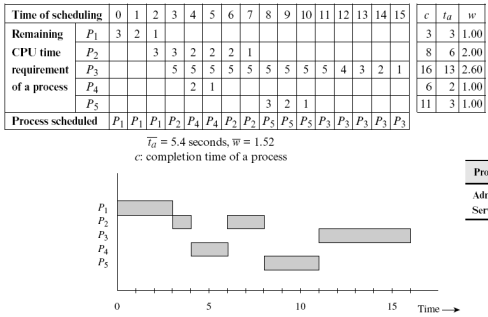 Time of scheduling 0 1 2 3 4 5 6 7 8 9 10 11 12 13 14 15 c ta w
Remaining P1 3 2 1 3 3 1.00
CPU time P2 3 3 2 2 2 1 8 6 2.00
requirement P3 5 5 5 5 5 5 5 5 5 4 3 2 1 16 13 2.60
of a process P4 2 1 6 2 1.00
P5 3 2 1 11 3 1.00
Process scheduled P1 P1 P1 P2 P4 P4 P2 P2 P5 P5 P5 P3 P3 P3 P3 P3
ta = 5.4 seconds, w = 1.52
c: completion time of a process
Pro
Adr
Ser
P1
P2
P3
P4
P5
0 5 10 15 Time